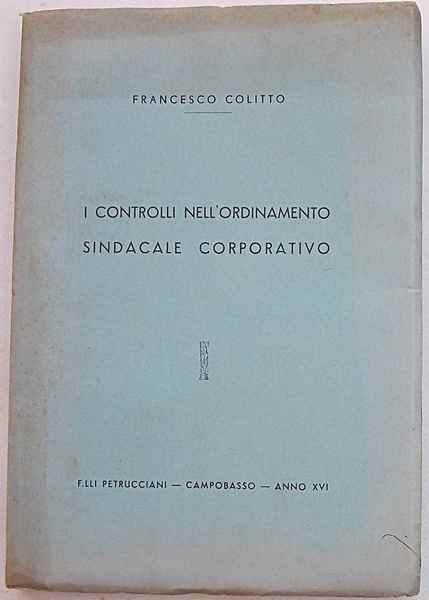 FRANCESCO COLITTO
I CONTROLLI NELL'ORDINAMENTO
SINDACALE CORPORATIVO
F.LLI PETRUCCIANI — CAMPOBASSO — ANNO XVI